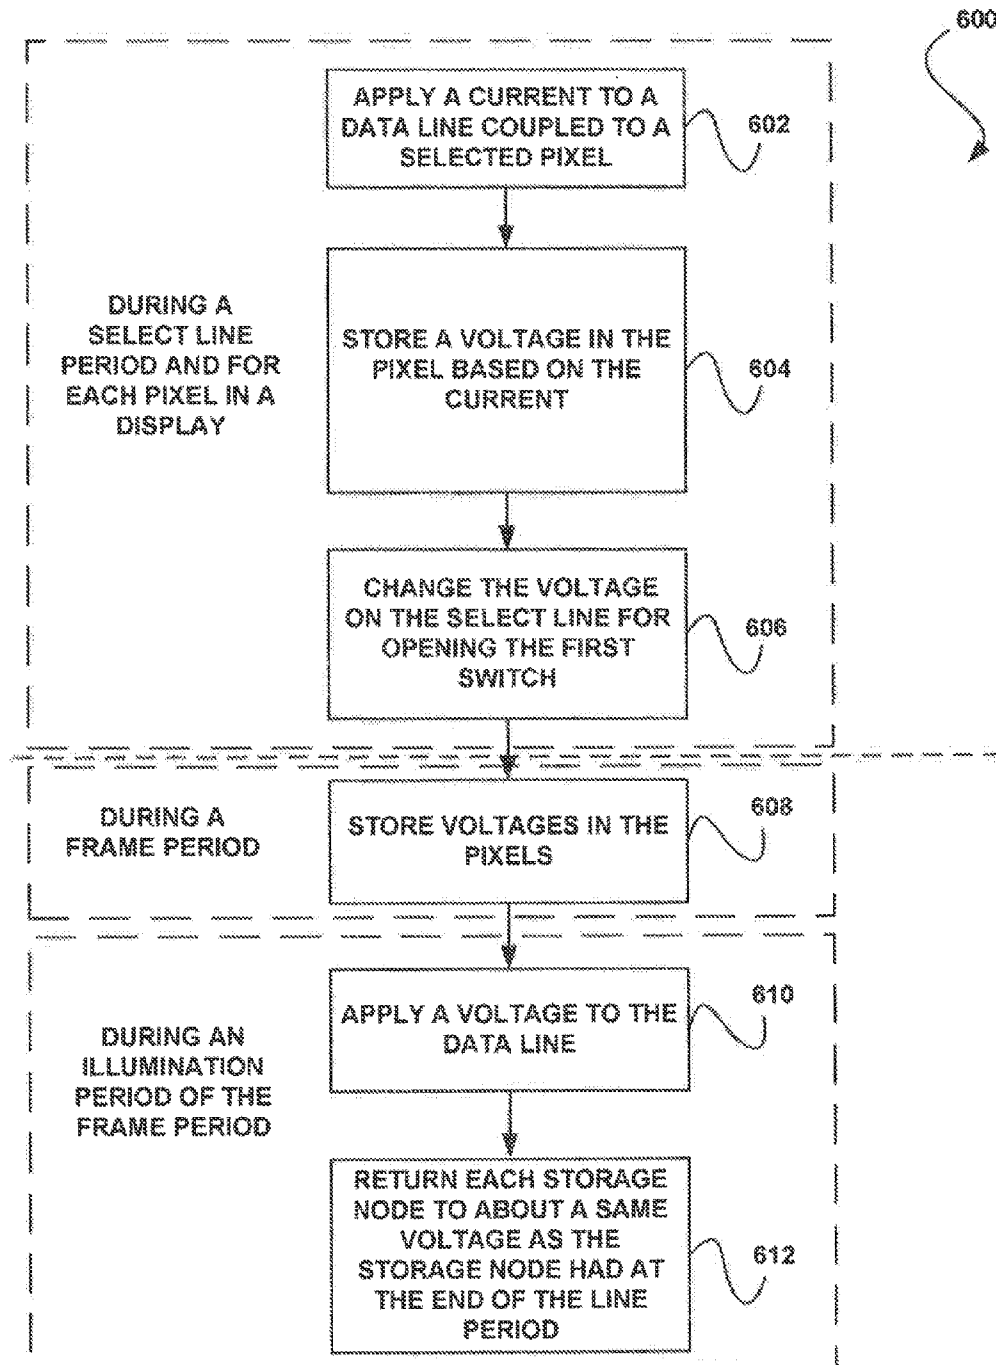 600
APPLY A CURRENT TO A
DATA LINE COUPLED TO A
SELECTED PIXEL
602
DURING A
SELECT LINE
PERIOD AND FOR
EACH PIXEL IN A
DISPLAY
STORE A VOLTAGE IN THE
PIXEL BASED ON THE
CURRENT
604
CHANGE THE VOLTAGE
ON THE SELECT LINE FOR
OPENING THE FIRST
SWITCH
606
DURING A
FRAME PERIOD
STORE VOLTAGES IN THE
PIXELS
608
DURING AN
ILLUMINATION
PERIOD OF THE
FRAME PERIOD
APPLY A VOLTAGE TO THE
DATA LINE
610
RETURN EACH STORAGE
NODE TO ABOUT A SAME
VOLTAGE AS THE
STORAGE NODE HAD AT
THE END OF THE LINE
PERIOD
612